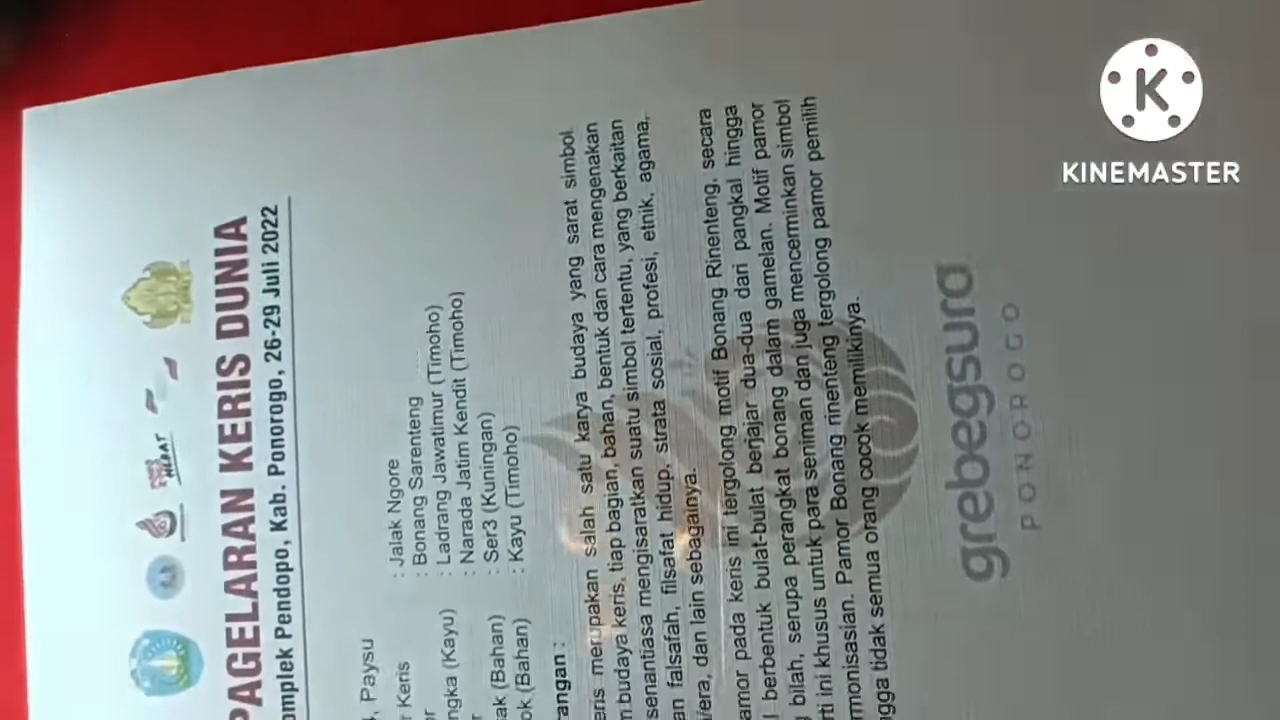 PAGELARAN KERIS DUNIA
omplek Pendopo, Kab. Ponorogo, 26-29 Juli 2022
, Paysu : Jalak Ngore
r Keris : Bonang Sarenteng
: Ladrang Jawatimur (Timoho)
ngka (Kayu) : Narada Jatim Kendit (Timoho)
: Ser3 (Kuningan)
ak (Bahan) : Kayu (Timoho)
ok (Bahan)
rangan :
eris merupakan salah satu karya budaya yang sarat simbol.
m budaya keris, tiap bagian, bahan, bentuk dan cara mengenakan
senantiasa mengisaratkan suatu simbol tertentu, yang berkaitan
an falsafah, filsafat hidup, strata sosial, profesi, etnik, agama,
fera, dan lain sebagainya.
amor pada keris ini tergolong motif Bonang Rinenteng, secara
l berbentuk bulat-bulat berjajar dua-dua dari pangkal hingga
g bilah, serupa perangkat bonang dalam gamelan. Motif pamor
rti ini khusus untuk para seniman dan juga mencerminkan simbol
rmonisasian. Pamor Bonang rinenteng tergolong pamor pemilih
ngga tidak semua orang cocok memilikinya.
grebegsuro
PONOROGO
K
KINEMASTER